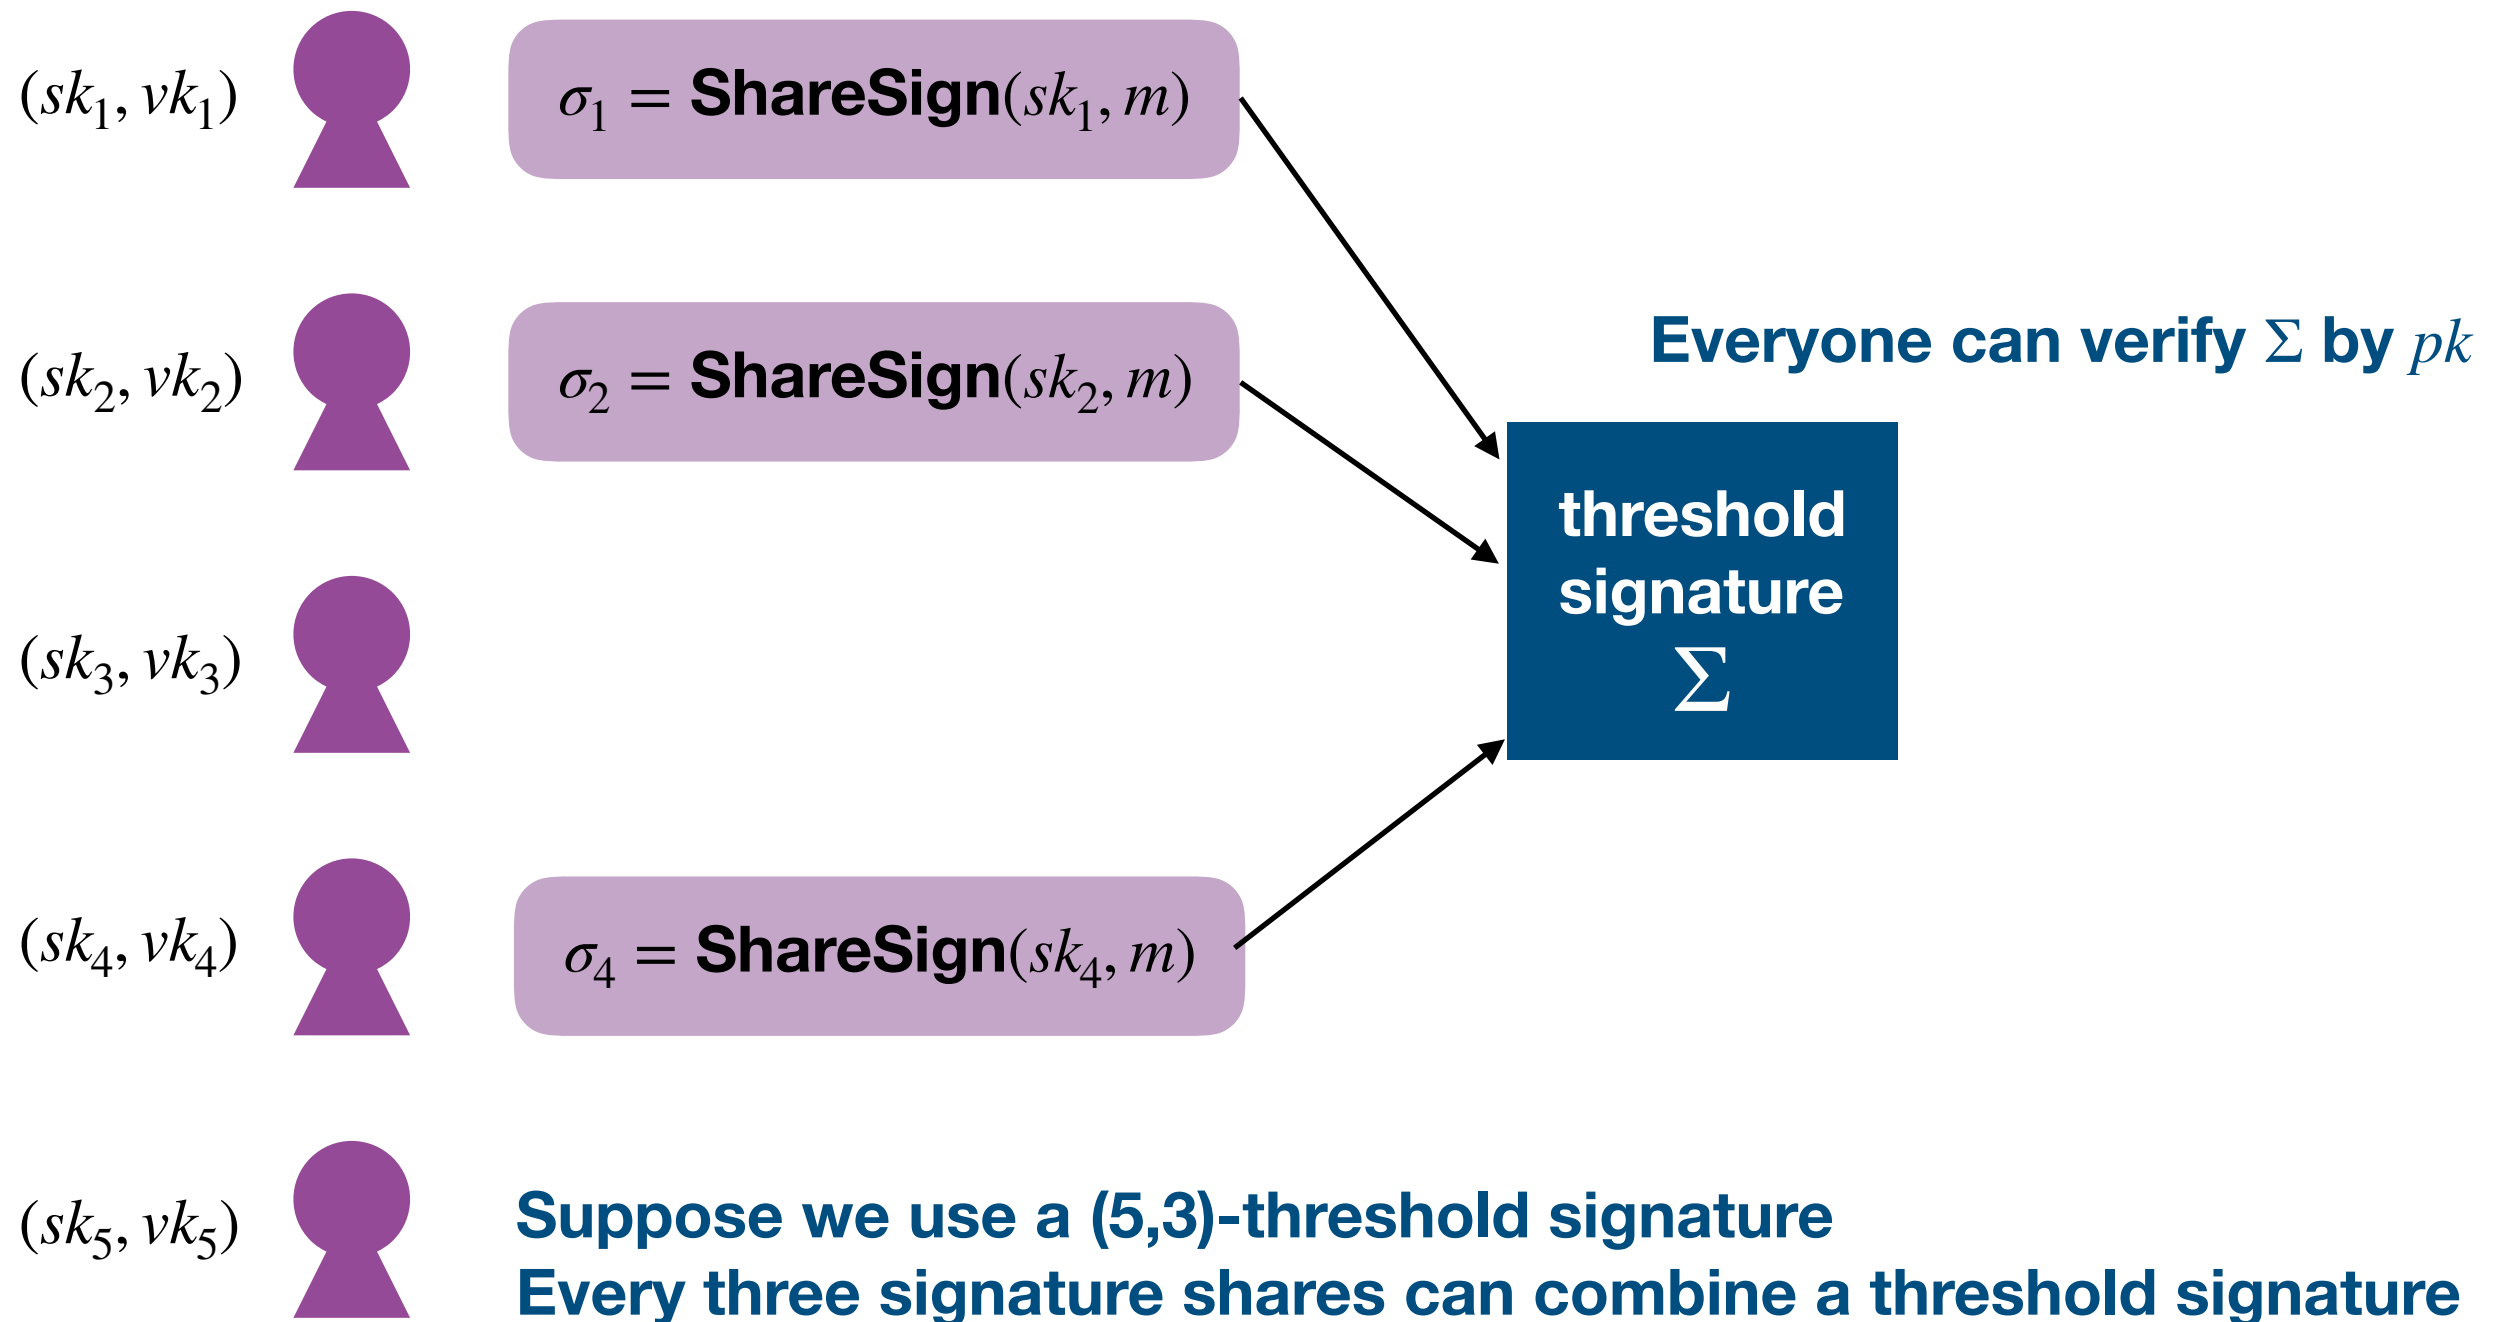 (sk₁, vk₁)
σ₁ = ShareSign(sk₁, m)
(sk₂, vk₂)
σ₂ = ShareSign(sk₂, m)
Everyone can verify Σ by pk
threshold
signature
Σ
(sk₃, vk₃)
(sk₄, vk₄)
σ₄ = ShareSign(sk₄, m)
(sk₅, vk₅)
Suppose we use a (5,3)-threshold signature
Every three signature shares can combine a threshold signature